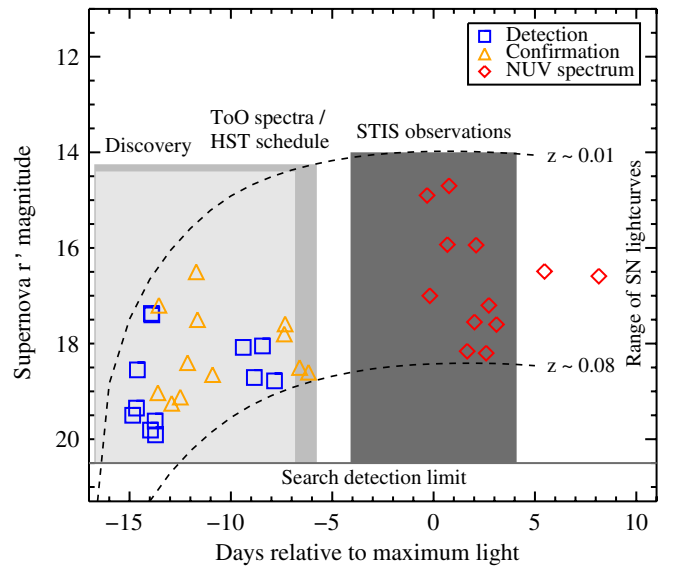 Detection
Confirmation
NUV spectrum
ToO spectra /
HST schedule
Discovery
STIS observations
z ~ 0.01
z ~ 0.08
Range of SN lightcurves
Search detection limit
Supernova r’ magnitude
12
14
16
18
20
−15
−10
−5
0
5
10
Days relative to maximum light